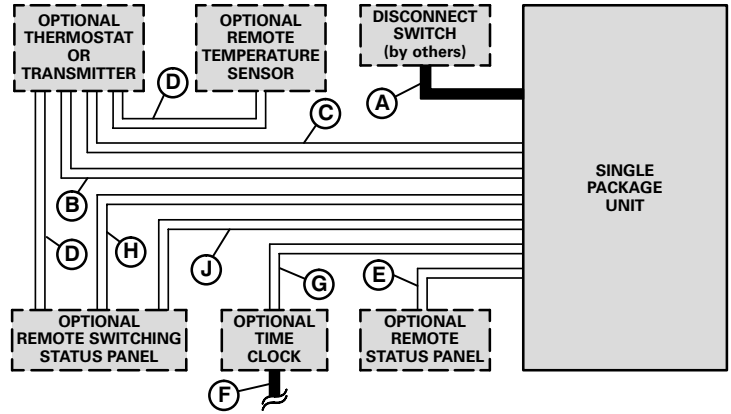 OPTIONAL
THERMOSTAT
OR
TRANSMITTER
OPTIONAL
REMOTE
TEMPERATURE
SENSOR
DISCONNECT
SWITCH
(by others)
D
A
C
SINGLE
PACKAGE
UNIT
B
D
H
J
G
E
OPTIONAL
REMOTE SWITCHING
STATUS PANEL
OPTIONAL
TIME
CLOCK
OPTIONAL
REMOTE
STATUS PANEL
F